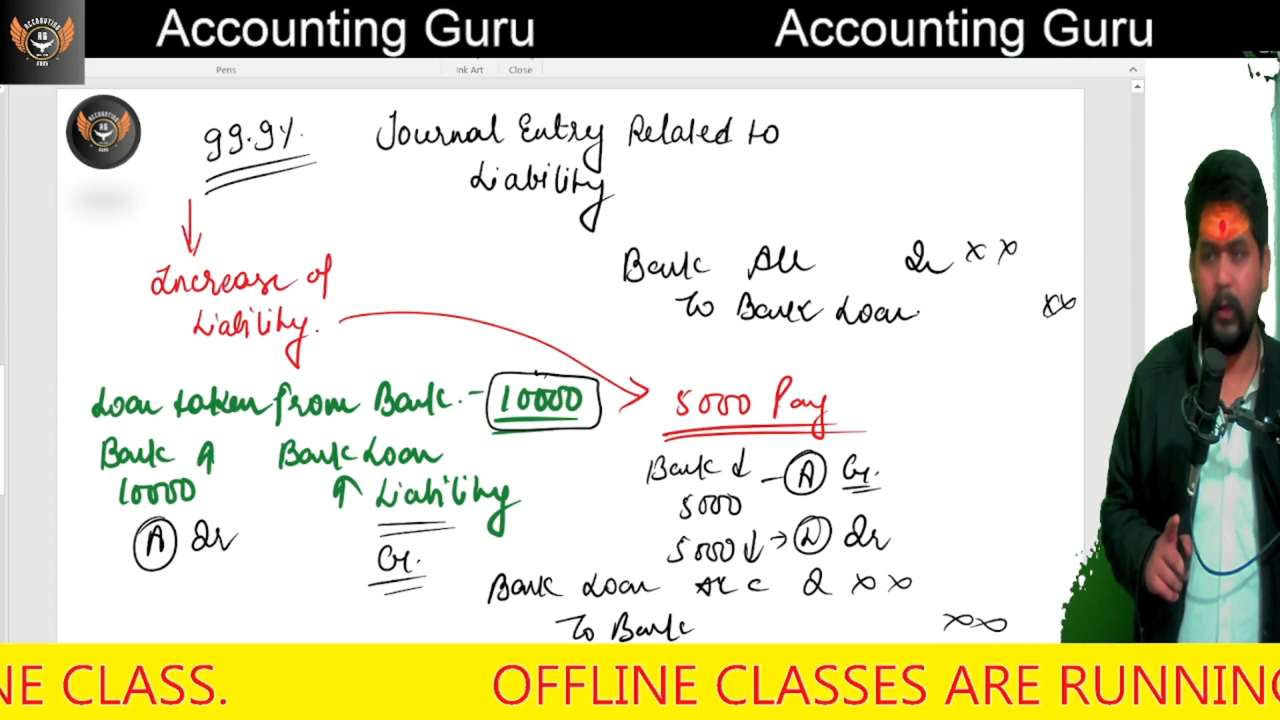 Accounting Guru
Accounting Guru
Pens
Ink Art
Close
99.9%.
Journal Entry Related to
Liability
Increase of
Liability.
Bank A/c Dr xx
To Bank Loan. xx
Loan taken from Bank. - 10000
5000 Pay
Bank ↑
Bank Loan
10000
↑ Liability
A Dr
Cr.
Bank ↓ - A Cr.
5000
5000 ↓ → L Dr
Bank Loan A/c D xx
To Bank xx
NE CLASS. OFFLINE CLASSES ARE RUNNING